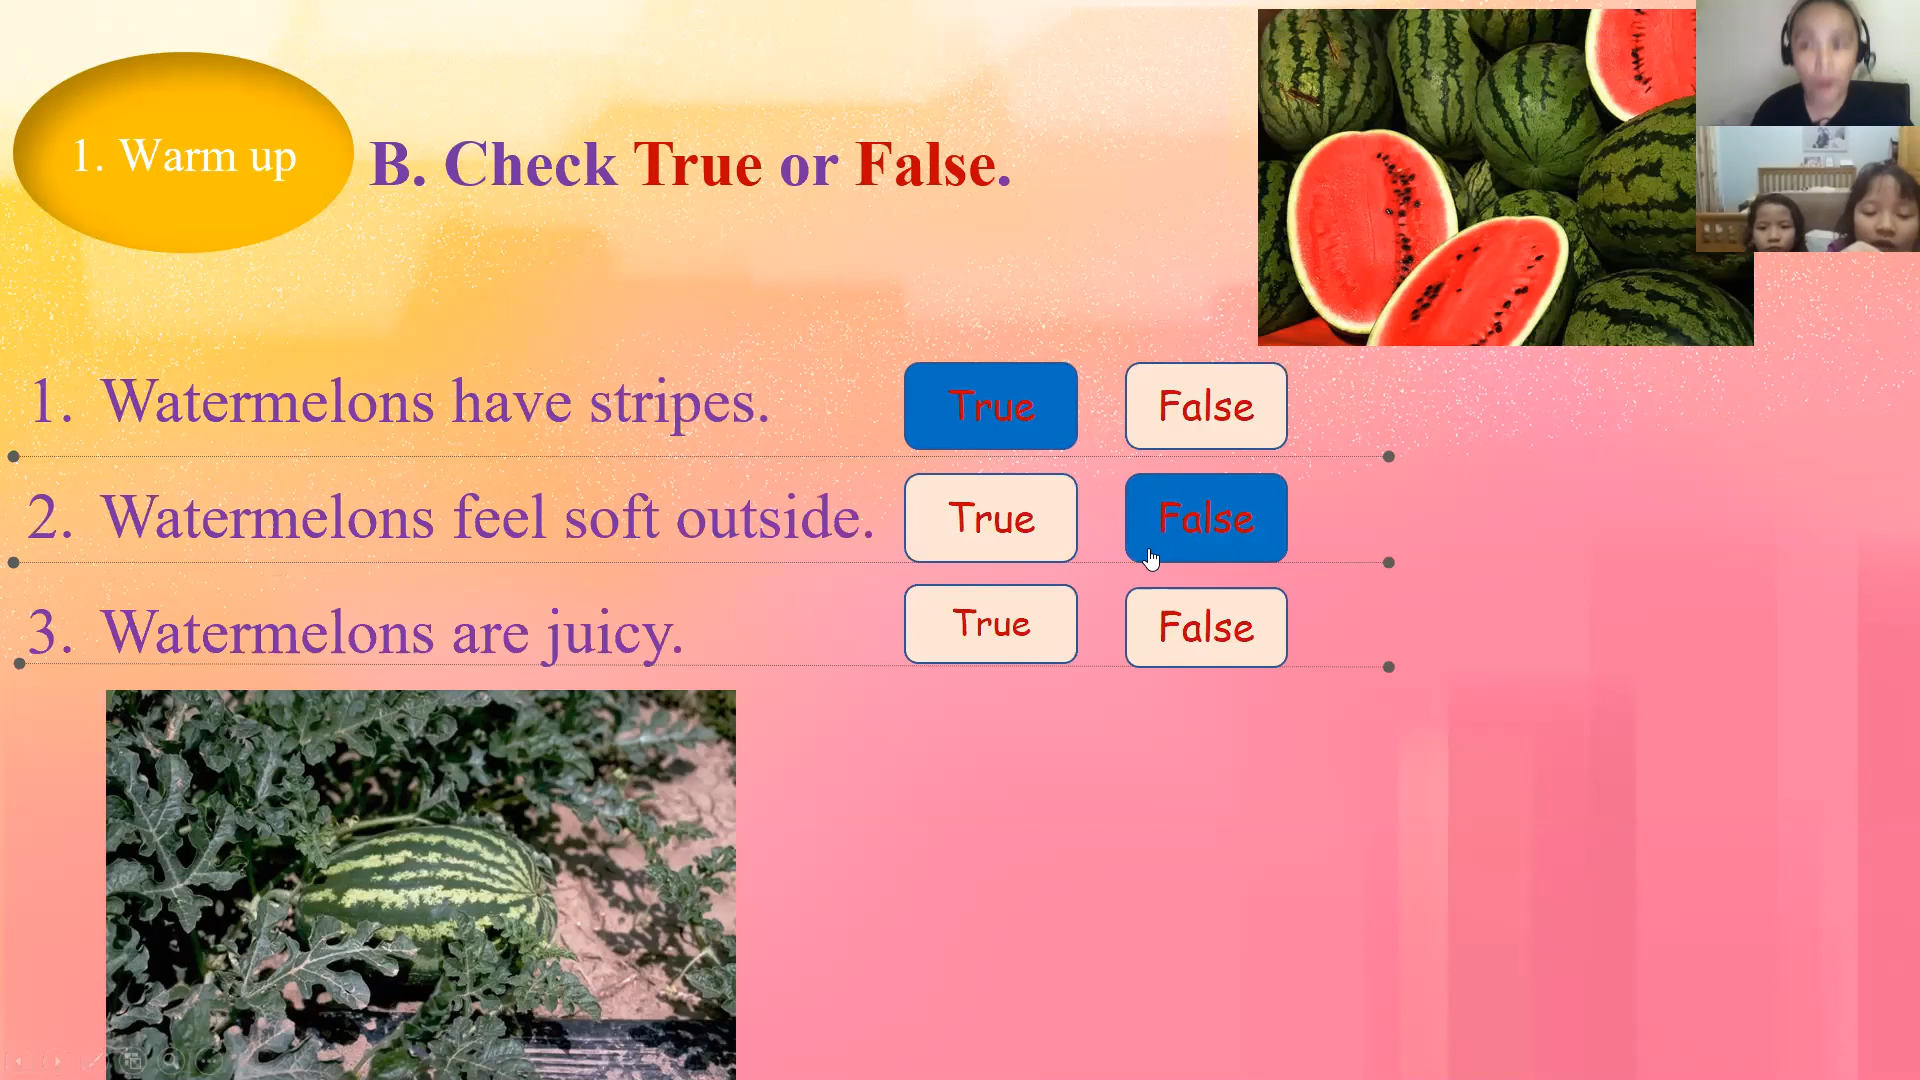 1. Warm up
B. Check True or False.
1. Watermelons have stripes.
True
False
2. Watermelons feel soft outside.
True
False
3. Watermelons are juicy.
True
False